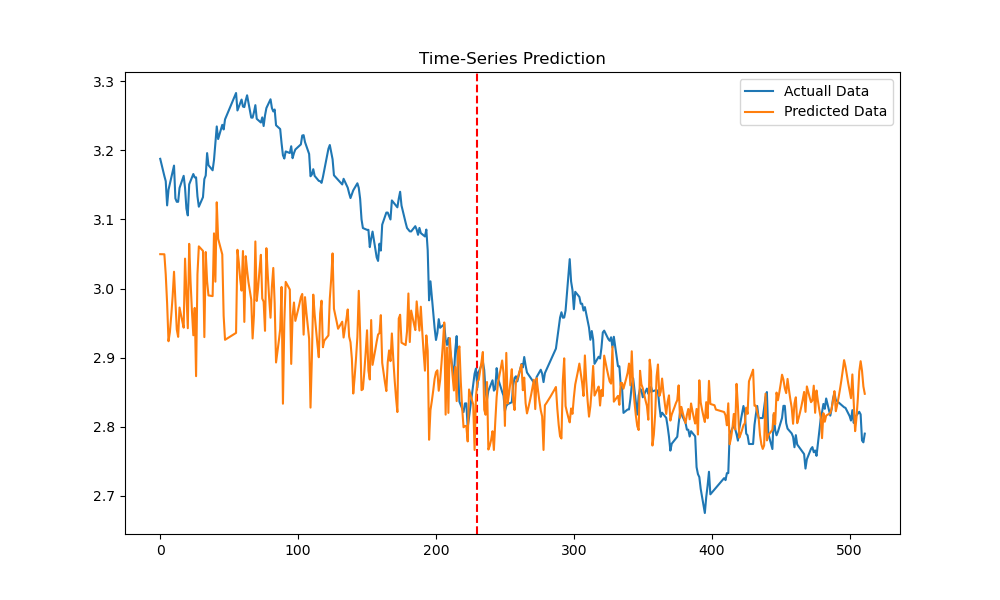 Time-Series Prediction
Actuall Data
Predicted Data
3.3
3.2
3.1
3.0
2.9
2.8
2.7
0 100 200 300 400 500